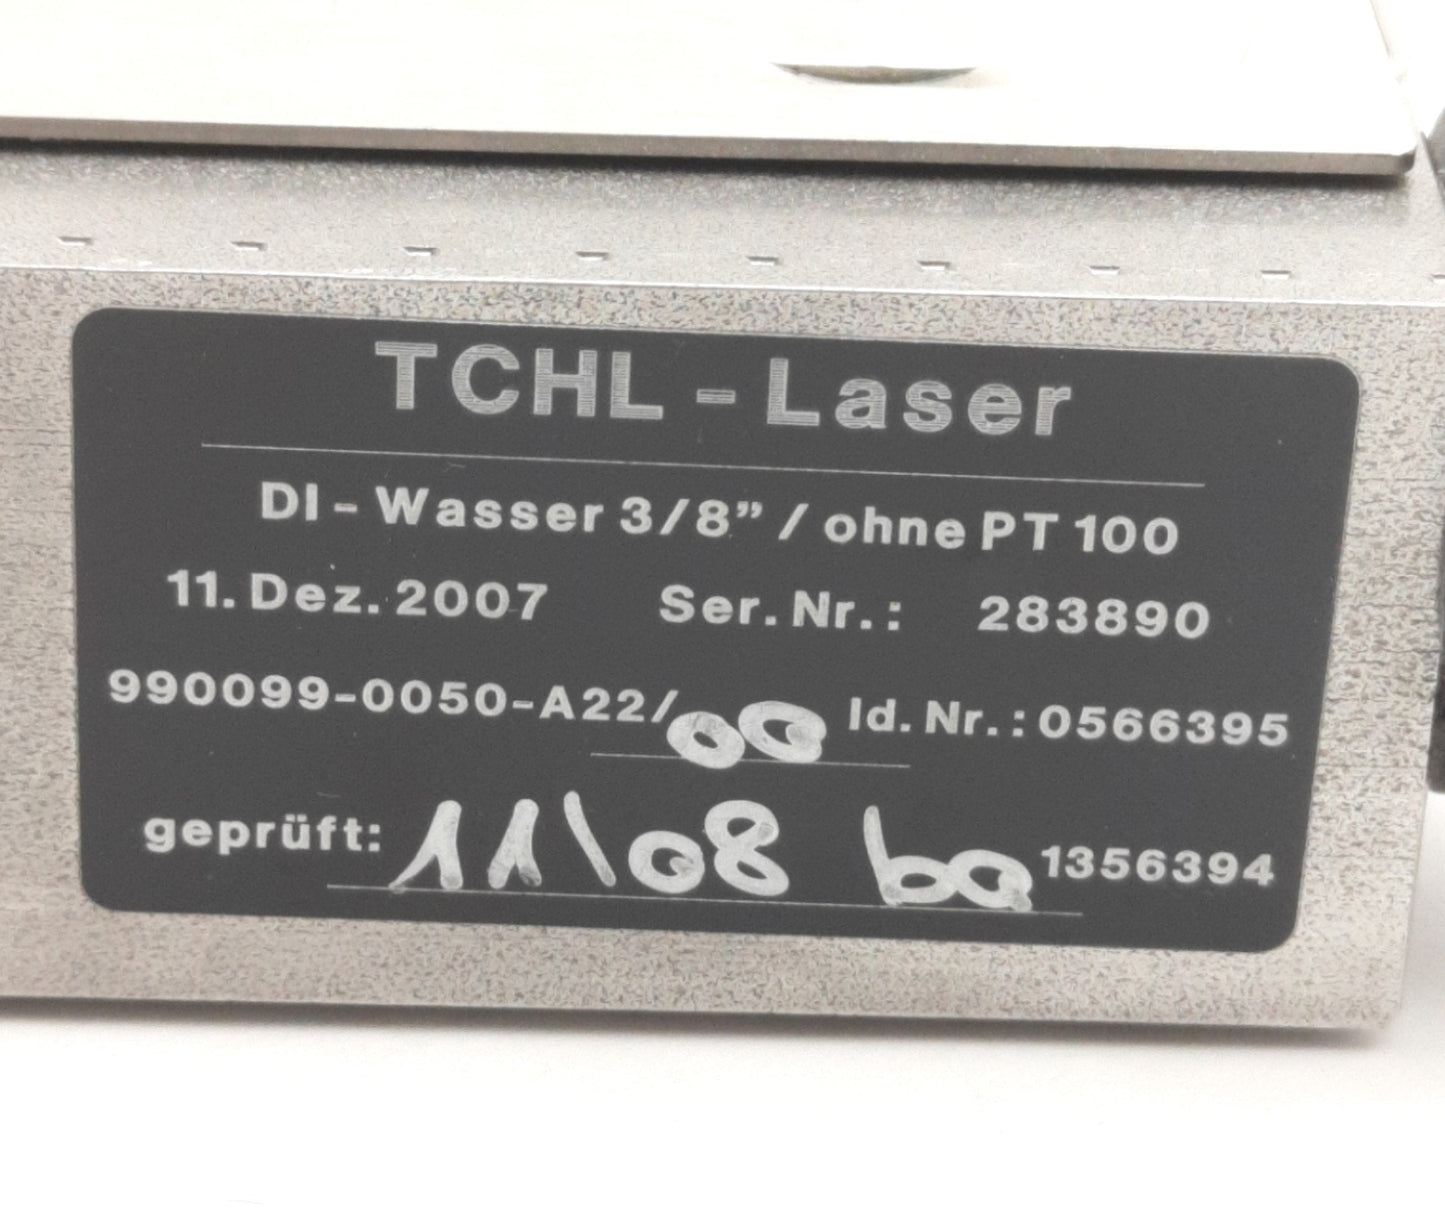 TCHL - Laser
DI - Wasser 3/8” / ohne PT 100
11. Dez. 2007 Ser. Nr.: 283890
990099-0050-A22/00 Id. Nr.: 0566395
geprüft: 11\08 ba 1356394